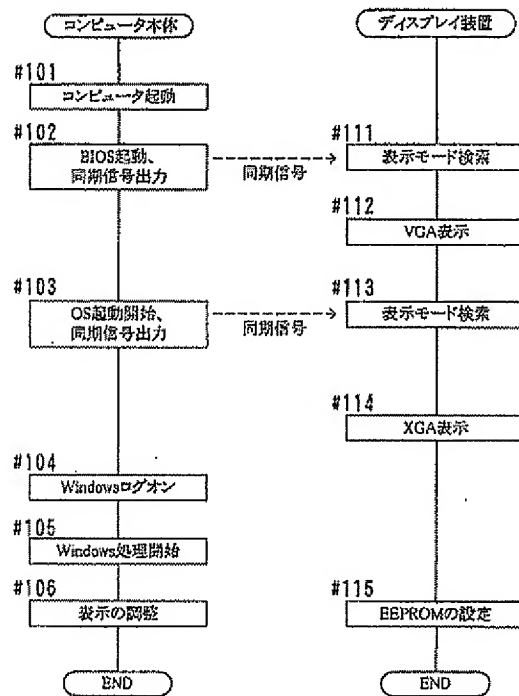 コンピュータ本体
#101
コンピュータ起動
#102
BIOS起動、
同期信号出力
同期信号
#103
OS起動開始、
同期信号出力
同期信号
#104
Windowsログオン
#105
Windows処理開始
#106
表示の調整
END
ディスプレイ装置
#111
表示モード検索
#112
VGA表示
#113
表示モード検索
#114
XGA表示
#115
EEPROMの設定
END